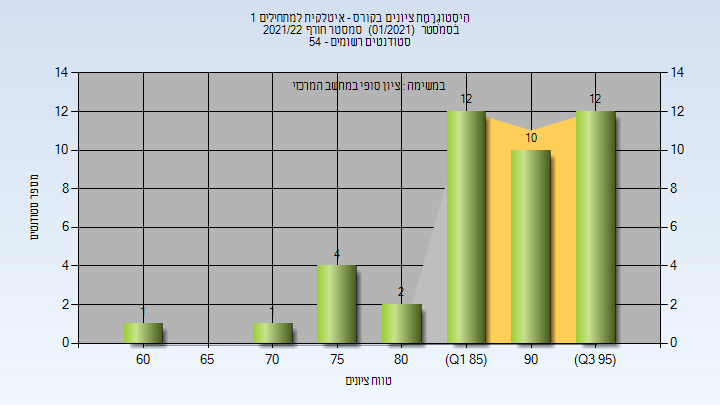 היסטוגרמת ציונים בקורס - איטלקית למתחילים 1
בסמסטר (01/2021) סמסטר חורף 2021/22
סטודנטים רשומים - 54
במשימה : ציון סופי במחשב המרכזי
14 14
12 12
10 10
8 8
6 6
4 4
2 2
0 0
1 1 4 2 12 10 12
מספר סטודנטים
60 65 70 75 80 (Q1 85) 90 (Q3 95)
טווח ציונים